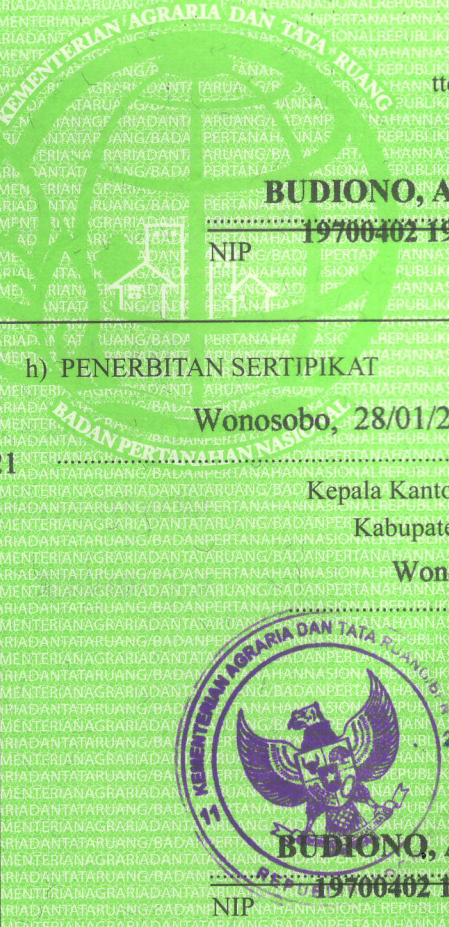 KEMENTERIAN AGRARIA DAN TATA RUANG
BUDIONO, A
19700402 19
NIP
h) PENERBITAN SERTIPIKAT
BADAN PERTANAHAN NASIONAL
Wonosobo, 28/01/2
21
Kepala Kanto
Kabupate
Won
KEMENTERIAN AGRARIA DAN TATA RUANG/B
11
BUDIONO, A
19700402 1
NIP